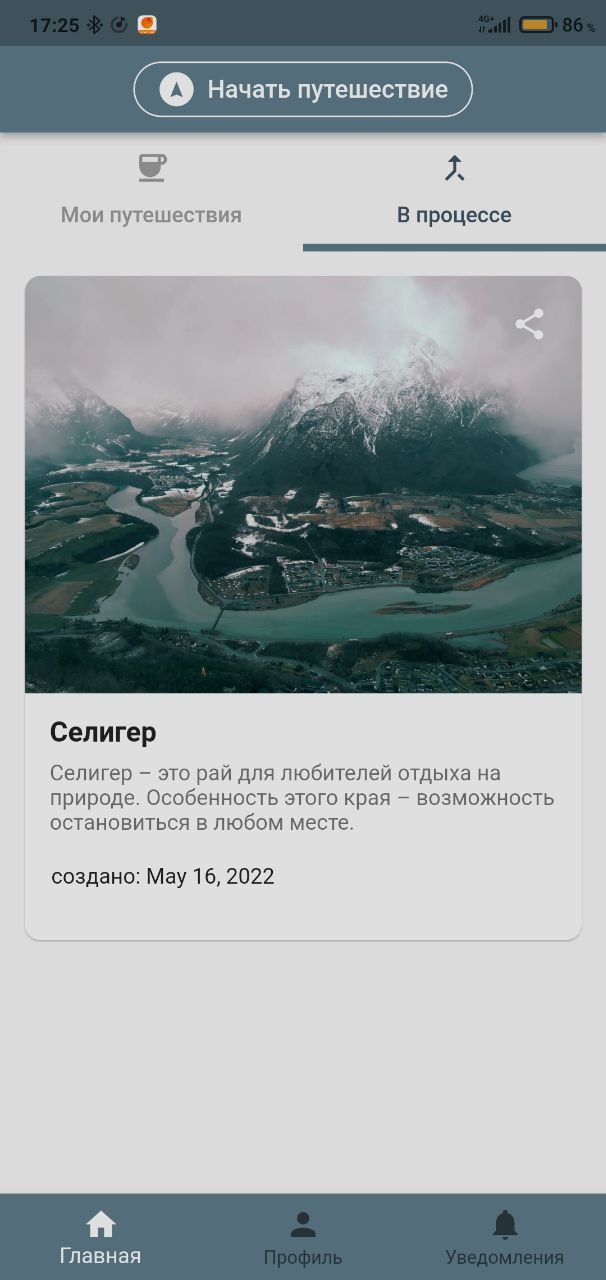 17:25
4G+
86 %
Начать путешествие
Мои путешествия
В процессе
Селигер
Селигер – это рай для любителей отдыха на
природе. Особенность этого края – возможность
остановиться в любом месте.
создано: May 16, 2022
Главная
Профиль
Уведомления